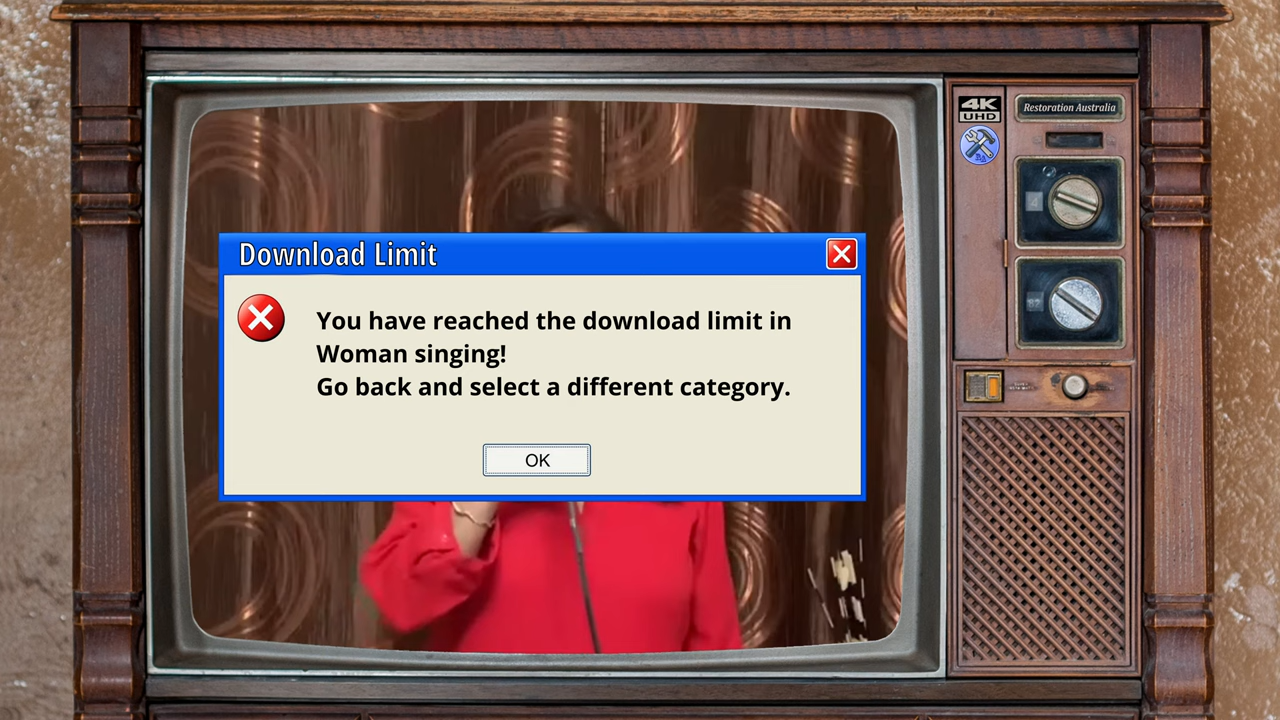 4K
UHD
Restoration Australia
Download Limit
You have reached the download limit in
Woman singing!
Go back and select a different category.
OK